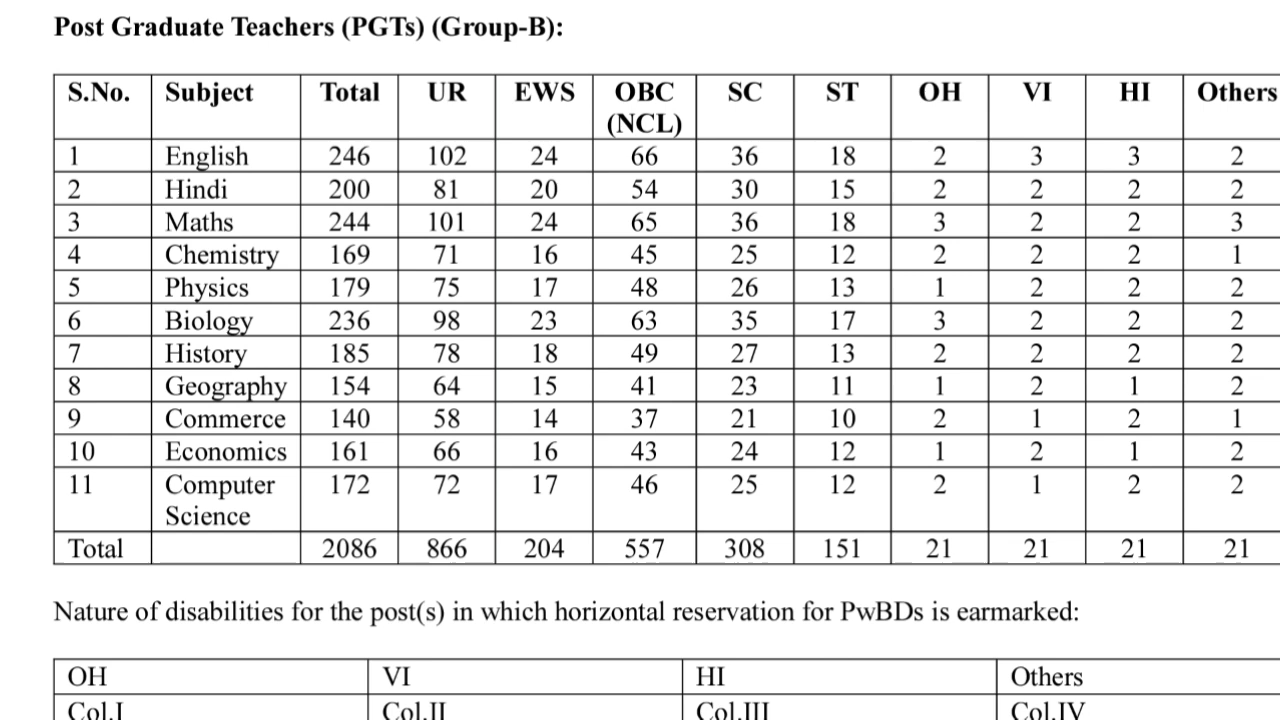 Post Graduate Teachers (PGTs) (Group-B):
S.No. Subject Total UR EWS OBC SC ST OH VI HI Others
(NCL)
1 English 246 102 24 66 36 18 2 3 3 2
2 Hindi 200 81 20 54 30 15 2 2 2 2
3 Maths 244 101 24 65 36 18 3 2 2 3
4 Chemistry 169 71 16 45 25 12 2 2 2 1
5 Physics 179 75 17 48 26 13 1 2 2 2
6 Biology 236 98 23 63 35 17 3 2 2 2
7 History 185 78 18 49 27 13 2 2 2 2
8 Geography 154 64 15 41 23 11 1 2 1 2
9 Commerce 140 58 14 37 21 10 2 1 2 1
10 Economics 161 66 16 43 24 12 1 2 1 2
11 Computer 172 72 17 46 25 12 2 1 2 2
Science
Total 2086 866 204 557 308 151 21 21 21 21
Nature of disabilities for the post(s) in which horizontal reservation for PwBDs is earmarked:
OH VI HI Others
Col.I Col.II Col.III Col.IV